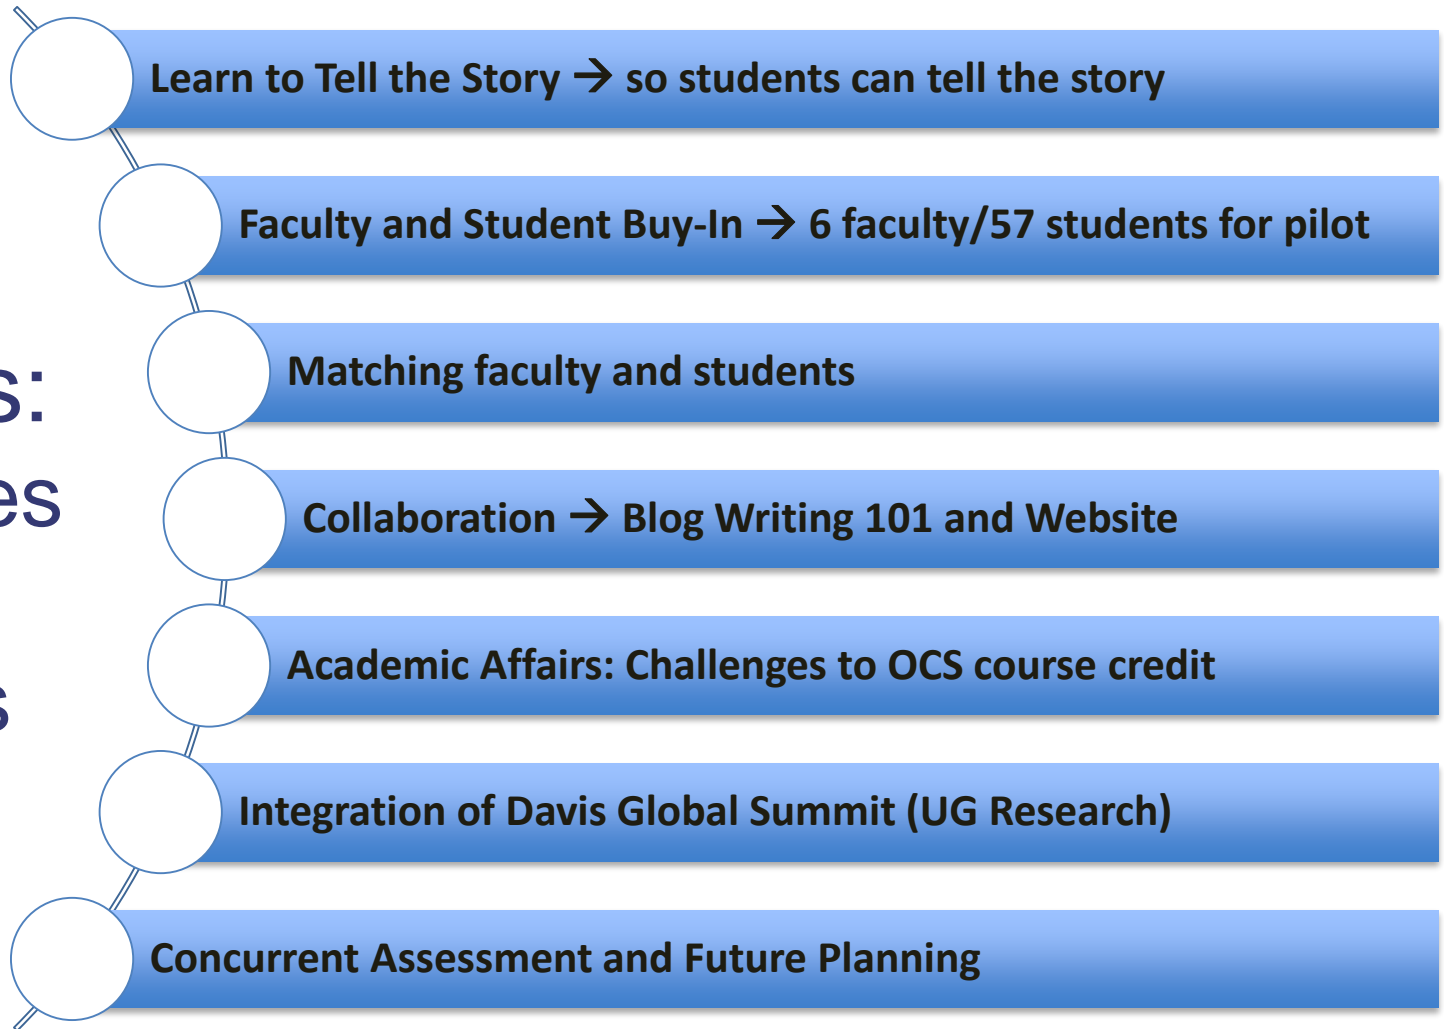 Learn to Tell the Story → so students can tell the story
Faculty and Student Buy-In → 6 faculty/57 students for pilot
Matching faculty and students
Collaboration → Blog Writing 101 and Website
Academic Affairs: Challenges to OCS course credit
Integration of Davis Global Summit (UG Research)
Concurrent Assessment and Future Planning